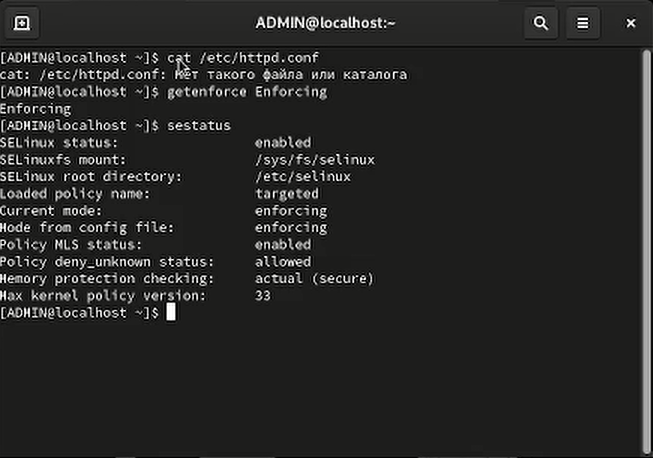 ADMIN@localhost:~
[ADMIN@localhost ~]$ cat /etc/httpd.conf
cat: /etc/httpd.conf: Нет такого файла или каталога
[ADMIN@localhost ~]$ getenforce Enforcing
Enforcing
[ADMIN@localhost ~]$ sestatus
SELinux status:                 enabled
SELinuxfs mount:                /sys/fs/selinux
SELinux root directory:         /etc/selinux
Loaded policy name:             targeted
Current mode:                   enforcing
Mode from config file:          enforcing
Policy MLS status:              enabled
Policy deny_unknown status:     allowed
Memory protection checking:     actual (secure)
Max kernel policy version:      33
[ADMIN@localhost ~]$